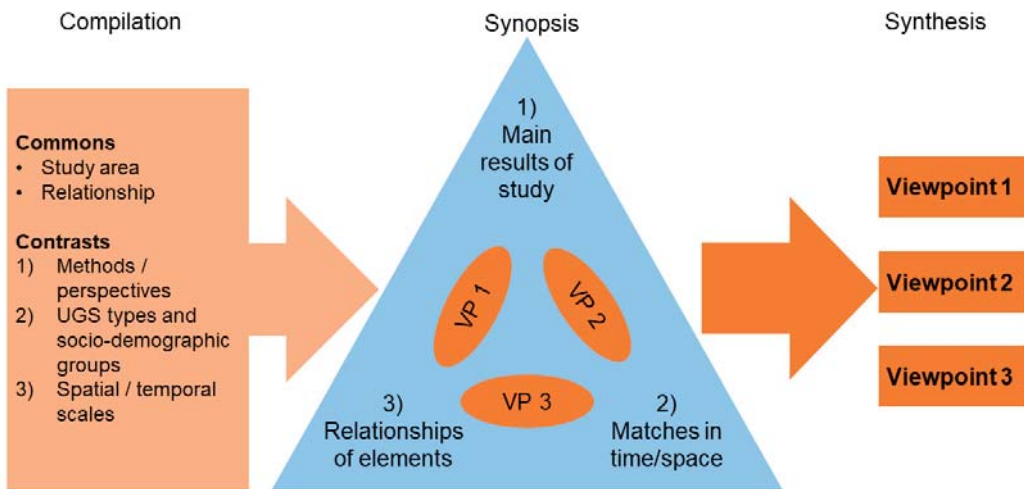 Compilation
Synopsis
Synthesis
Commons
• Study area
• Relationship
Contrasts
1) Methods /
perspectives
2) UGS types and
socio-demographic
groups
3) Spatial / temporal
scales
1)
Main
results of
study
VP 1
VP 2
VP 3
3)
Relationships
of elements
2)
Matches in
time/space
Viewpoint 1
Viewpoint 2
Viewpoint 3